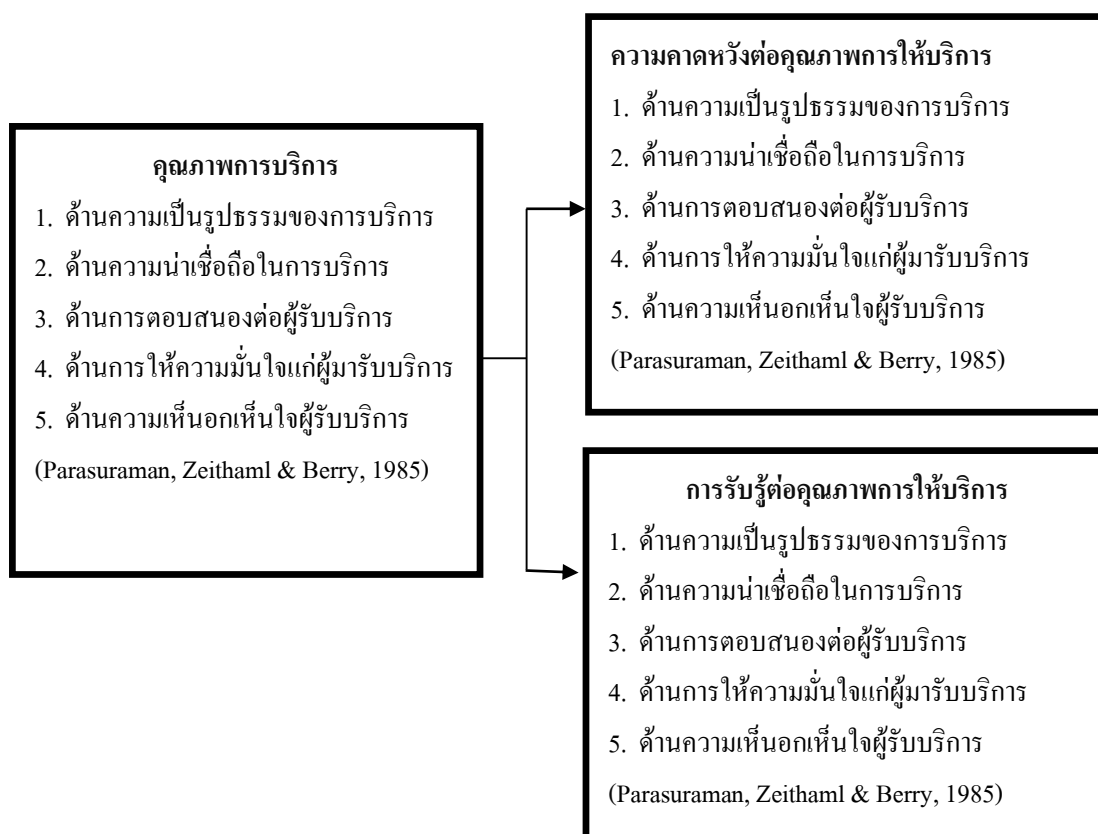 คุณภาพการบริการ
1. ด้านความเป็นรูปธรรมของการบริการ
2. ด้านความน่าเชื่อถือในการบริการ
3. ด้านการตอบสนองต่อผู้รับบริการ
4. ด้านการให้ความมั่นใจแก่ผู้มารับบริการ
5. ด้านความเห็นอกเห็นใจผู้รับบริการ
(Parasuraman, Zeithaml & Berry, 1985)
ความคาดหวังต่อคุณภาพการให้บริการ
1. ด้านความเป็นรูปธรรมของการบริการ
2. ด้านความน่าเชื่อถือในการบริการ
3. ด้านการตอบสนองต่อผู้รับบริการ
4. ด้านการให้ความมั่นใจแก่ผู้มารับบริการ
5. ด้านความเห็นอกเห็นใจผู้รับบริการ
(Parasuraman, Zeithaml & Berry, 1985)
การรับรู้ต่อคุณภาพการให้บริการ
1. ด้านความเป็นรูปธรรมของการบริการ
2. ด้านความน่าเชื่อถือในการบริการ
3. ด้านการตอบสนองต่อผู้รับบริการ
4. ด้านการให้ความมั่นใจแก่ผู้มารับบริการ
5. ด้านความเห็นอกเห็นใจผู้รับบริการ
(Parasuraman, Zeithaml & Berry, 1985)